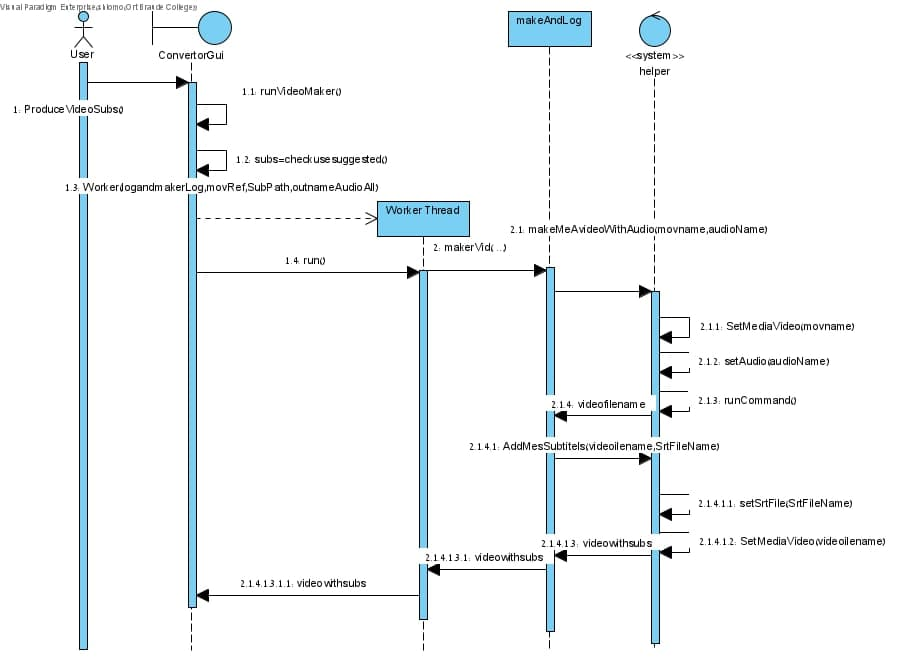 Visual Paradigm Enterprise(shlomo(Ort Braude College))
User
ConvertorGui
makeAndLog
<<system>>
helper
1.1: runVideoMaker()
1: ProduceVideoSubs()
1.2: subs=checkusesuggested()
1.3: Worker(logandmakerLog,movRef,SubPath,outnameAudioAll)
Worker Thread
2.1: makeMeAvideoWithAudio(movname,audioName)
2: makerVid(...)
1.4: run()
2.1.1: SetMediaVideo(movname)
2.1.2: setAudio(audioName)
2.1.3: runCommand()
2.1.4: videofilename
2.1.4.1: AddMesSubtitels(videoilename,SrtFileName)
2.1.4.1.1: setSrtFile(SrtFileName)
2.1.4.1.2: SetMediaVideo(videoilename)
2.1.4.1.3: videowithsubs
2.1.4.1.3.1: videowithsubs
2.1.4.1.3.1.1: videowithsubs